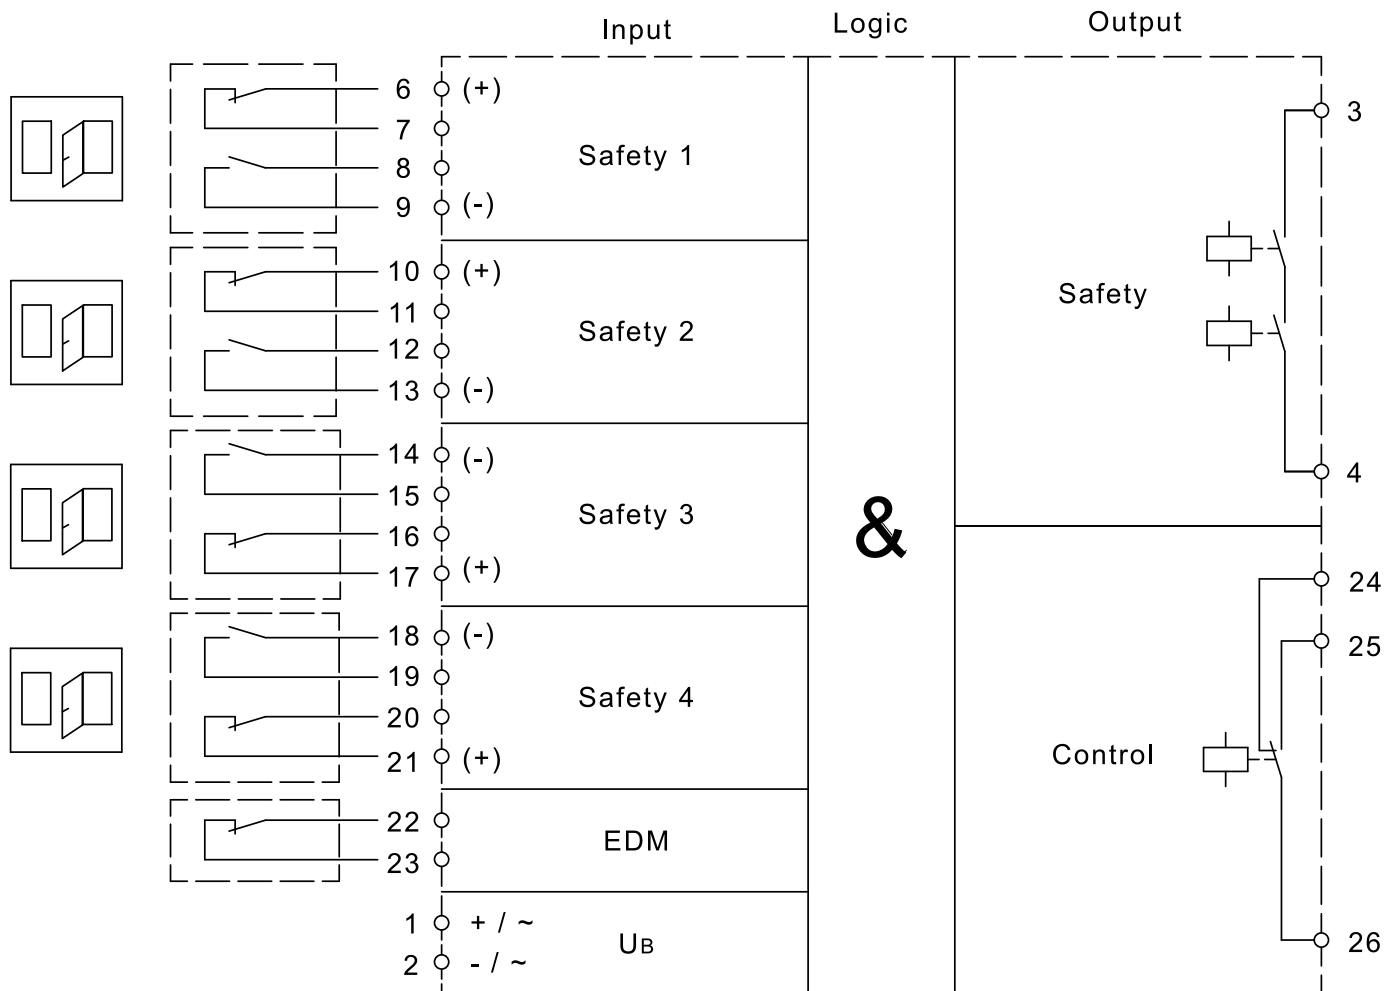 Input
Logic
Output
6 (+)
7
8
9 (-)
Safety 1
10 (+)
11
12
13 (-)
Safety 2
14 (-)
15
16
17 (+)
Safety 3
18 (-)
19
20
21 (+)
Safety 4
22
23
EDM
1 + / ~
2 - / ~
UB
&
3
Safety
4
24
25
Control
26